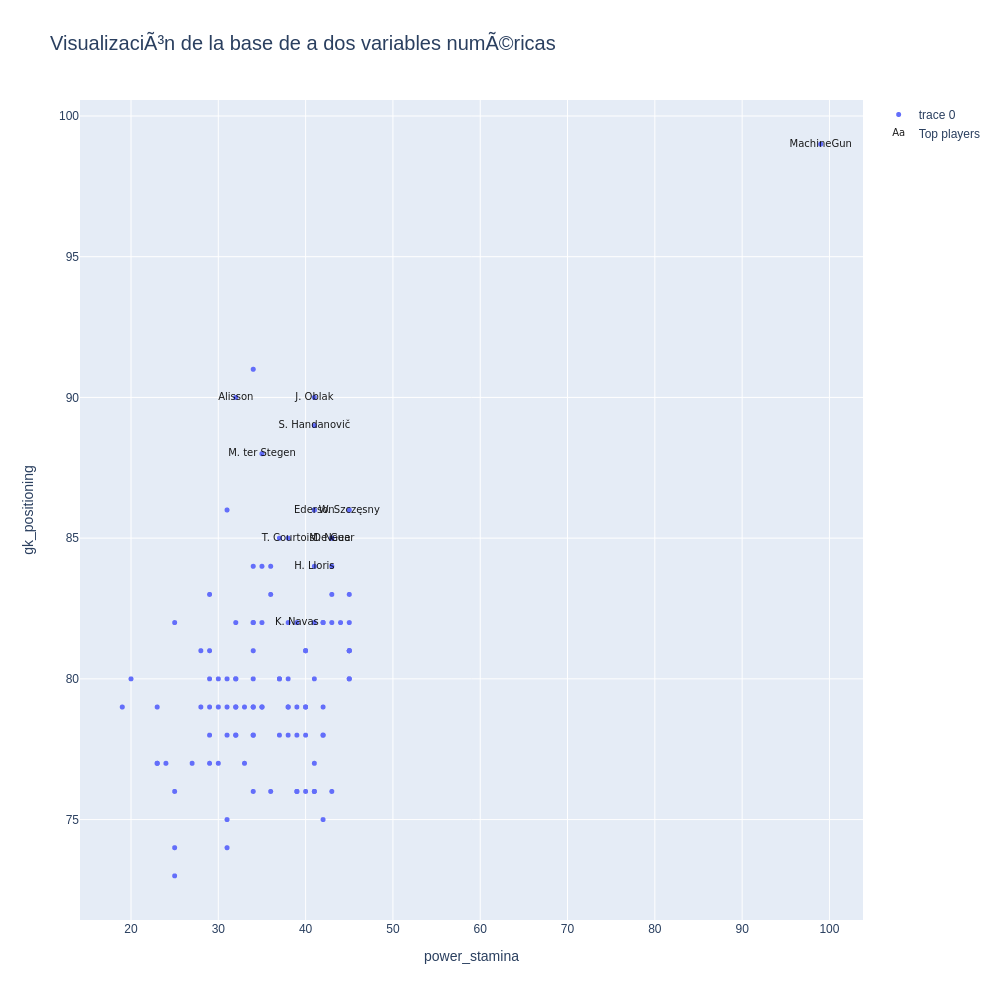 VisualizaciÃ³n de la base de a dos variables numÃ©ricas
trace 0
Aa Top players
100
95
90
85
80
75
gk_positioning
MachineGun
Alisson
J. Oblak
S. Handanovič
M. ter Stegen
Ederson
W. Szczęsny
T. Courtois
H. Lloris
K. Navas
20 30 40 50 60 70 80 90 100
power_stamina